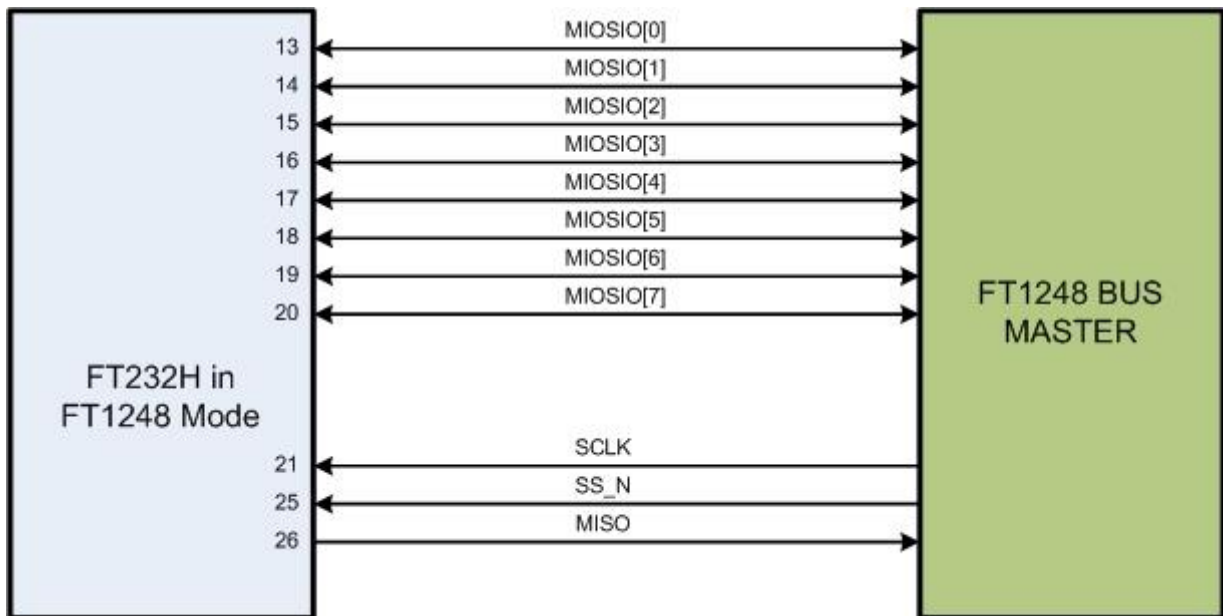 MIOSIO[0]
13
MIOSIO[1]
14
MIOSIO[2]
15
MIOSIO[3]
16
MIOSIO[4]
17
MIOSIO[5]
18
MIOSIO[6]
19
MIOSIO[7]
20
FT1248 BUS
MASTER
FT232H in
FT1248 Mode
SCLK
21
SS_N
25
MISO
26